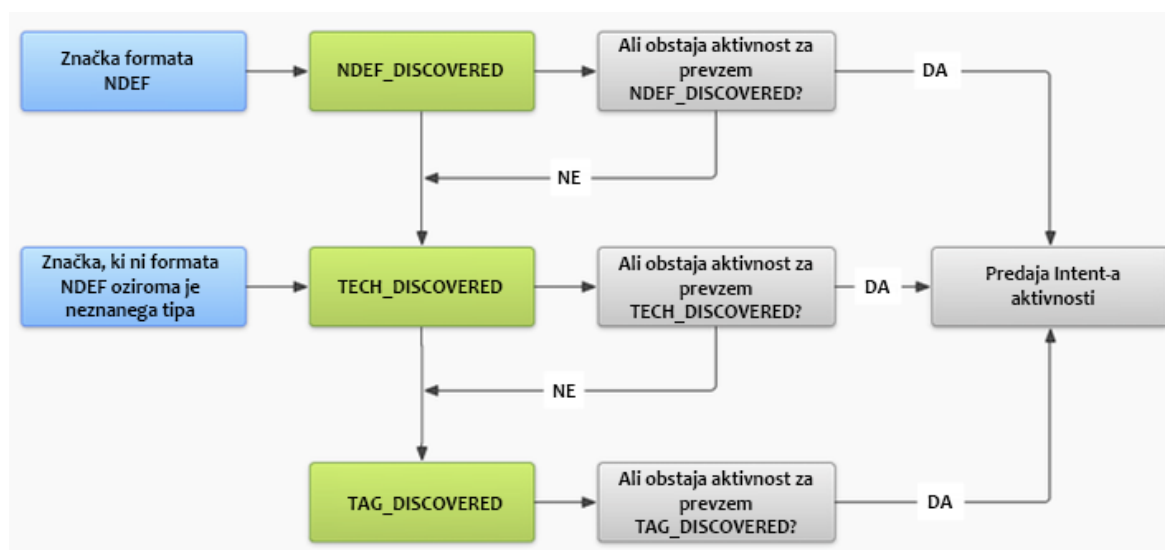 Značka formata
NDEF
NDEF_DISCOVERED
Ali obstaja aktivnost za
prevzem
NDEF_DISCOVERED?
DA
NE
Značka, ki ni formata
NDEF oziroma je
neznanega tipa
TECH_DISCOVERED
Ali obstaja aktivnost za
prevzem
TECH_DISCOVERED?
DA
Predaja Intent-a
aktivnosti
NE
TAG_DISCOVERED
Ali obstaja aktivnost za
prevzem
TAG_DISCOVERED?
DA